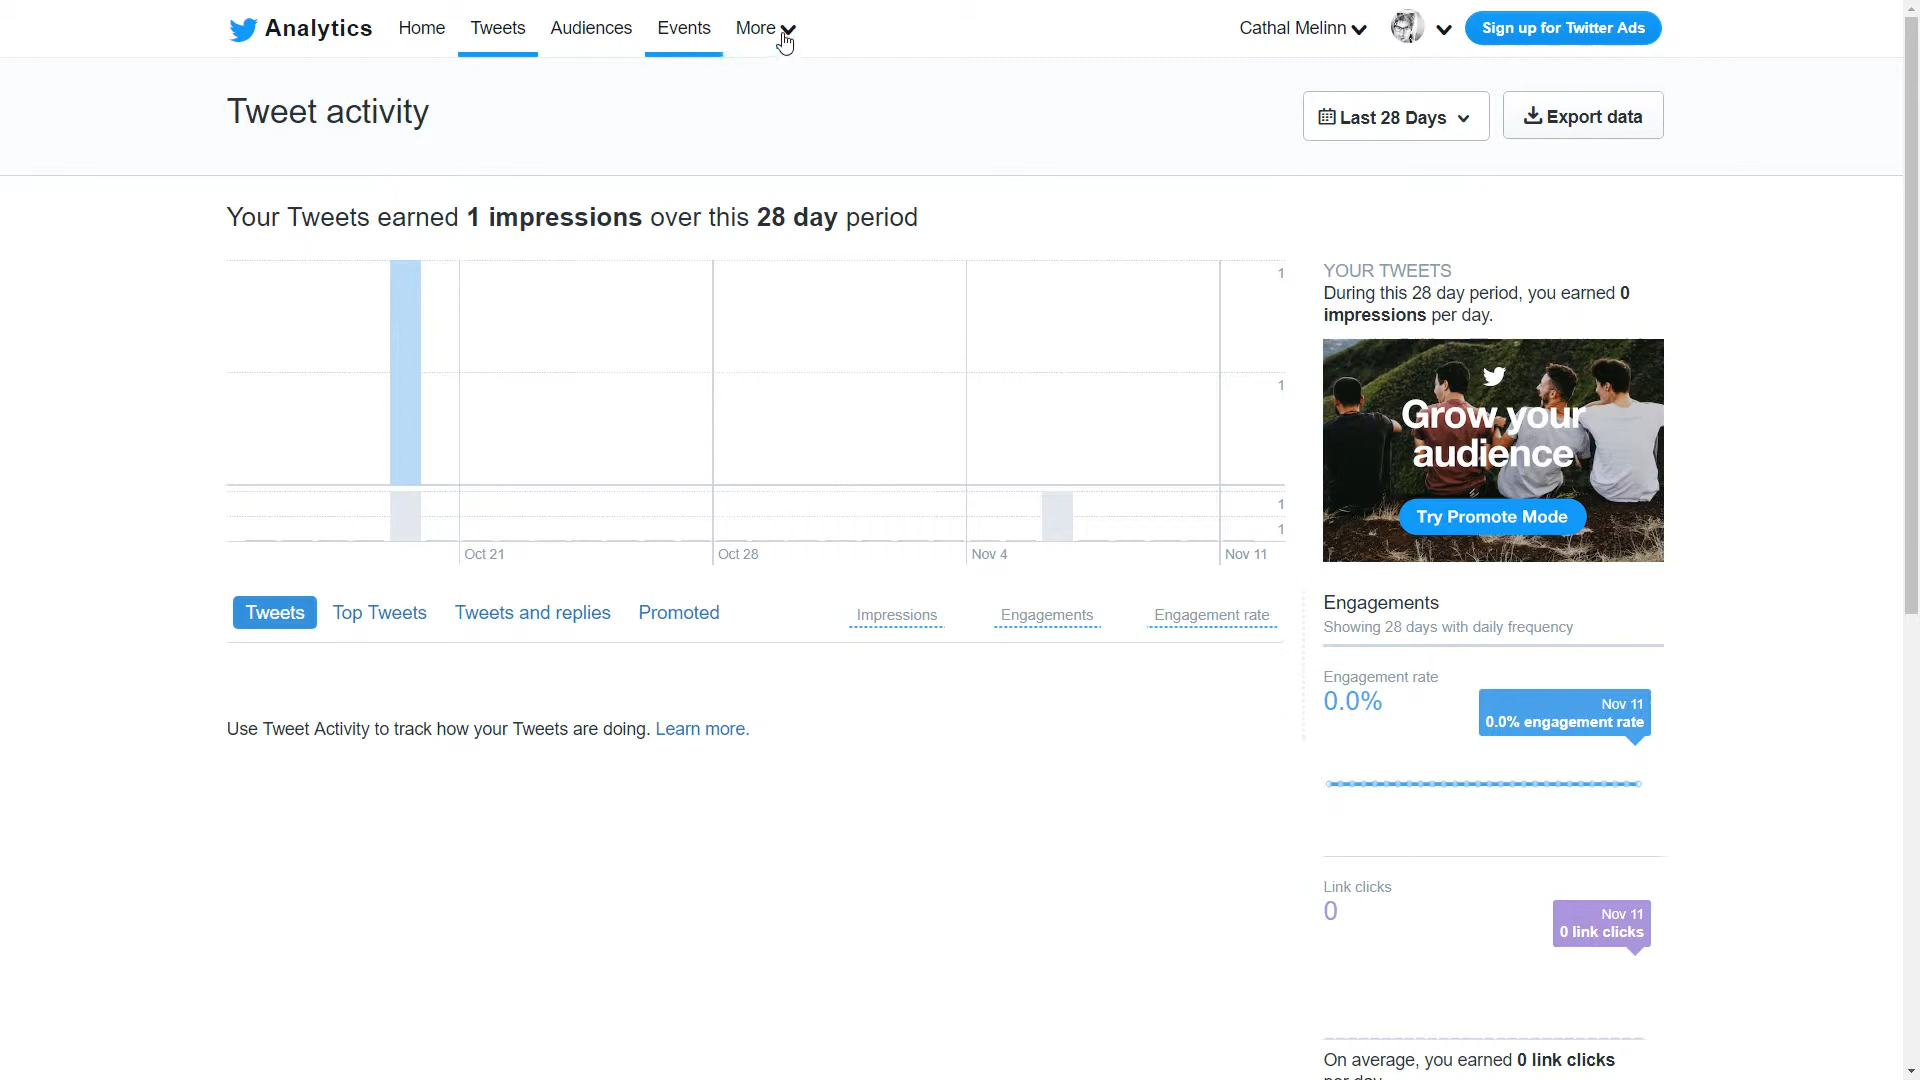 Analytics
Home
Tweets
Audiences
Events
More
Cathal Melinn
Sign up for Twitter Ads
Tweet activity
Last 28 Days
Export data
Your Tweets earned 1 impressions over this 28 day period
1
1
1
1
Oct 21
Oct 28
Nov 4
Nov 11
YOUR TWEETS
During this 28 day period, you earned 0
impressions per day.
Grow your
audience
Try Promote Mode
Tweets
Top Tweets
Tweets and replies
Promoted
Impressions
Engagements
Engagement rate
Use Tweet Activity to track how your Tweets are doing. Learn more.
Engagements
Showing 28 days with daily frequency
Engagement rate
0.0%
Nov 11
0.0% engagement rate
Link clicks
0
Nov 11
0 link clicks
On average, you earned 0 link clicks
per day.